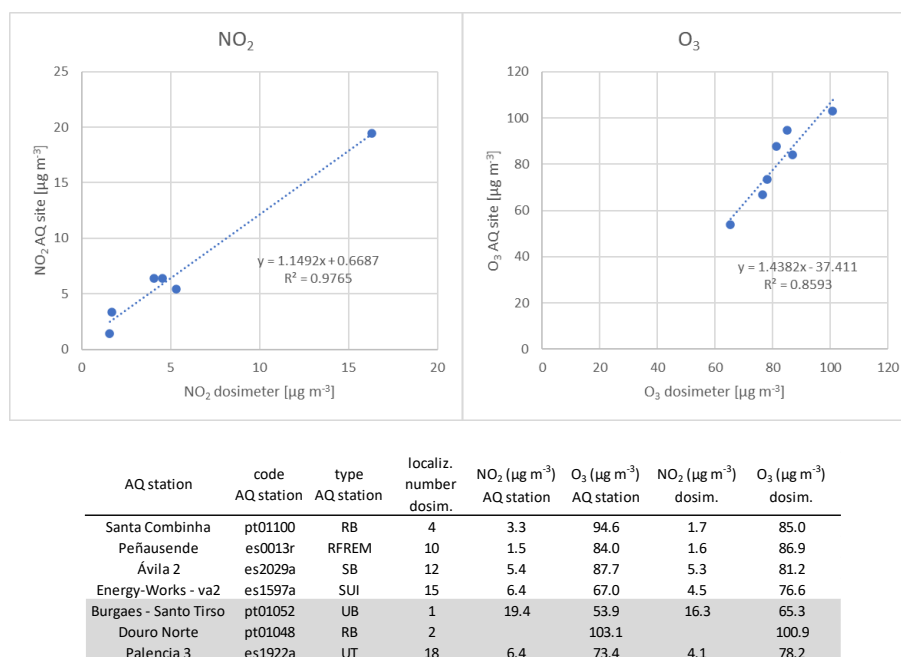 NO₂
25
20
15
10
5
0
0 5 10 15 20
NO₂ AQ site [µg m⁻³]
NO₂ dosimeter [µg m⁻³]
y = 1.1492x + 0.6687
R² = 0.9765
O₃
120
100
80
60
40
20
0
0 20 40 60 80 100 120
O₃ AQ site [µg m⁻³]
O₃ dosimeter [µg m⁻³]
y = 1.4382x - 37.411
R² = 0.8593
AQ station code AQ station type AQ station localiz. number dosim. NO₂ (µg m⁻³) AQ station O₃ (µg m⁻³) AQ station NO₂ (µg m⁻³) dosim. O₃ (µg m⁻³) dosim.
Santa Combinha pt01100 RB 4 3.3 94.6 1.7 85.0
Peñausende es0013r RFREM 10 1.5 84.0 1.6 86.9
Ávila 2 es2029a SB 12 5.4 87.7 5.3 81.2
Energy-Works - va2 es1597a SUI 15 6.4 67.0 4.5 76.6
Burgaes - Santo Tirso pt01052 UB 1 19.4 53.9 16.3 65.3
Douro Norte pt01048 RB 2 103.1 100.9
Palencia 3 es1922a UT 18 6.4 73.4 4.1 78.2